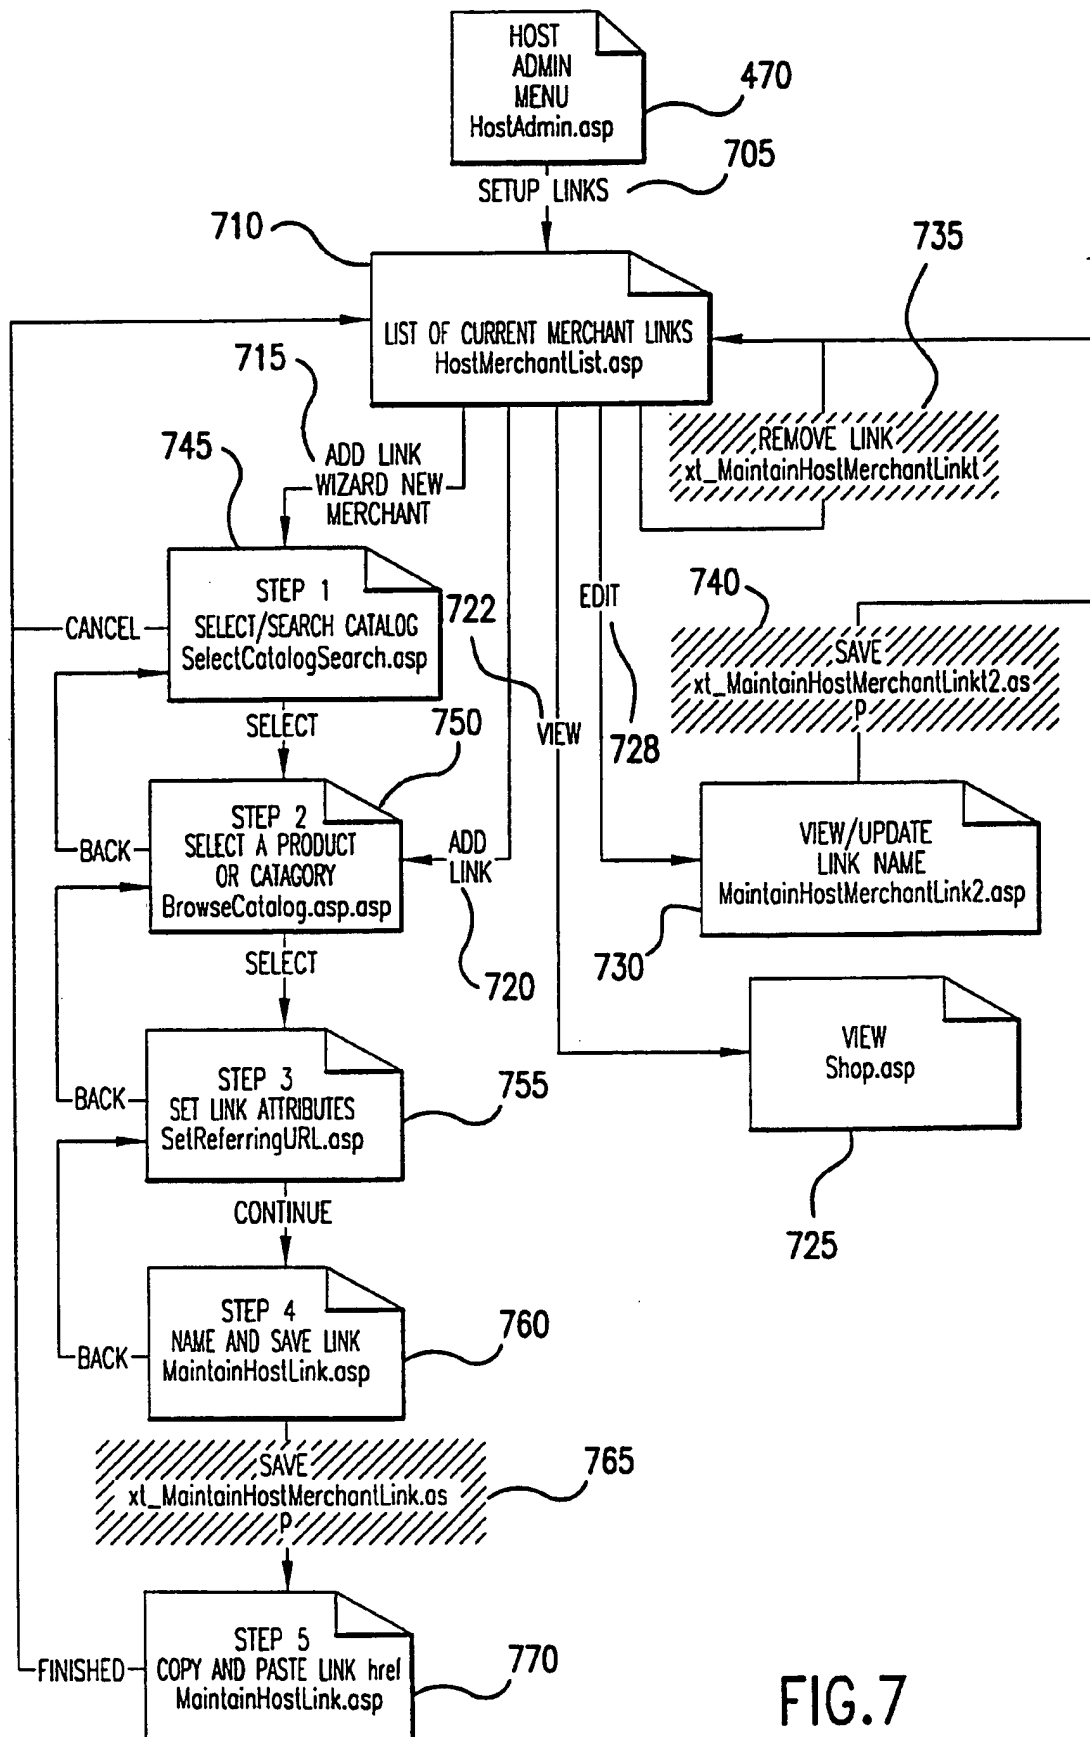 HOST
ADMIN
MENU
HostAdmin.asp
470
SETUP LINKS
705
710
735
LIST OF CURRENT MERCHANT LINKS
HostMerchantList.asp
715
REMOVE LINK
xt_MaintainHostMerchantLinkt
745
ADD LINK
WIZARD NEW
MERCHANT
STEP 1
SELECT/SEARCH CATALOG
SelectCatalogSearch.asp
CANCEL
722
EDIT
740
SAVE
xt_MaintainHostMerchantLinkt2.as
p
SELECT
750
VIEW
728
STEP 2
SELECT A PRODUCT
OR CATAGORY
BrowseCatalog.asp.asp
BACK
ADD
LINK
VIEW/UPDATE
LINK NAME
MaintainHostMerchantLink2.asp
SELECT
720
730
STEP 3
SET LINK ATTRIBUTES
SetReferringURL.asp
BACK
755
VIEW
Shop.asp
CONTINUE
725
STEP 4
NAME AND SAVE LINK
MaintainHostLink.asp
BACK
760
SAVE
xt_MaintainHostMerchantLink.as
p
765
STEP 5
COPY AND PASTE LINK href
MaintainHostLink.asp
FINISHED
770
FIG.7